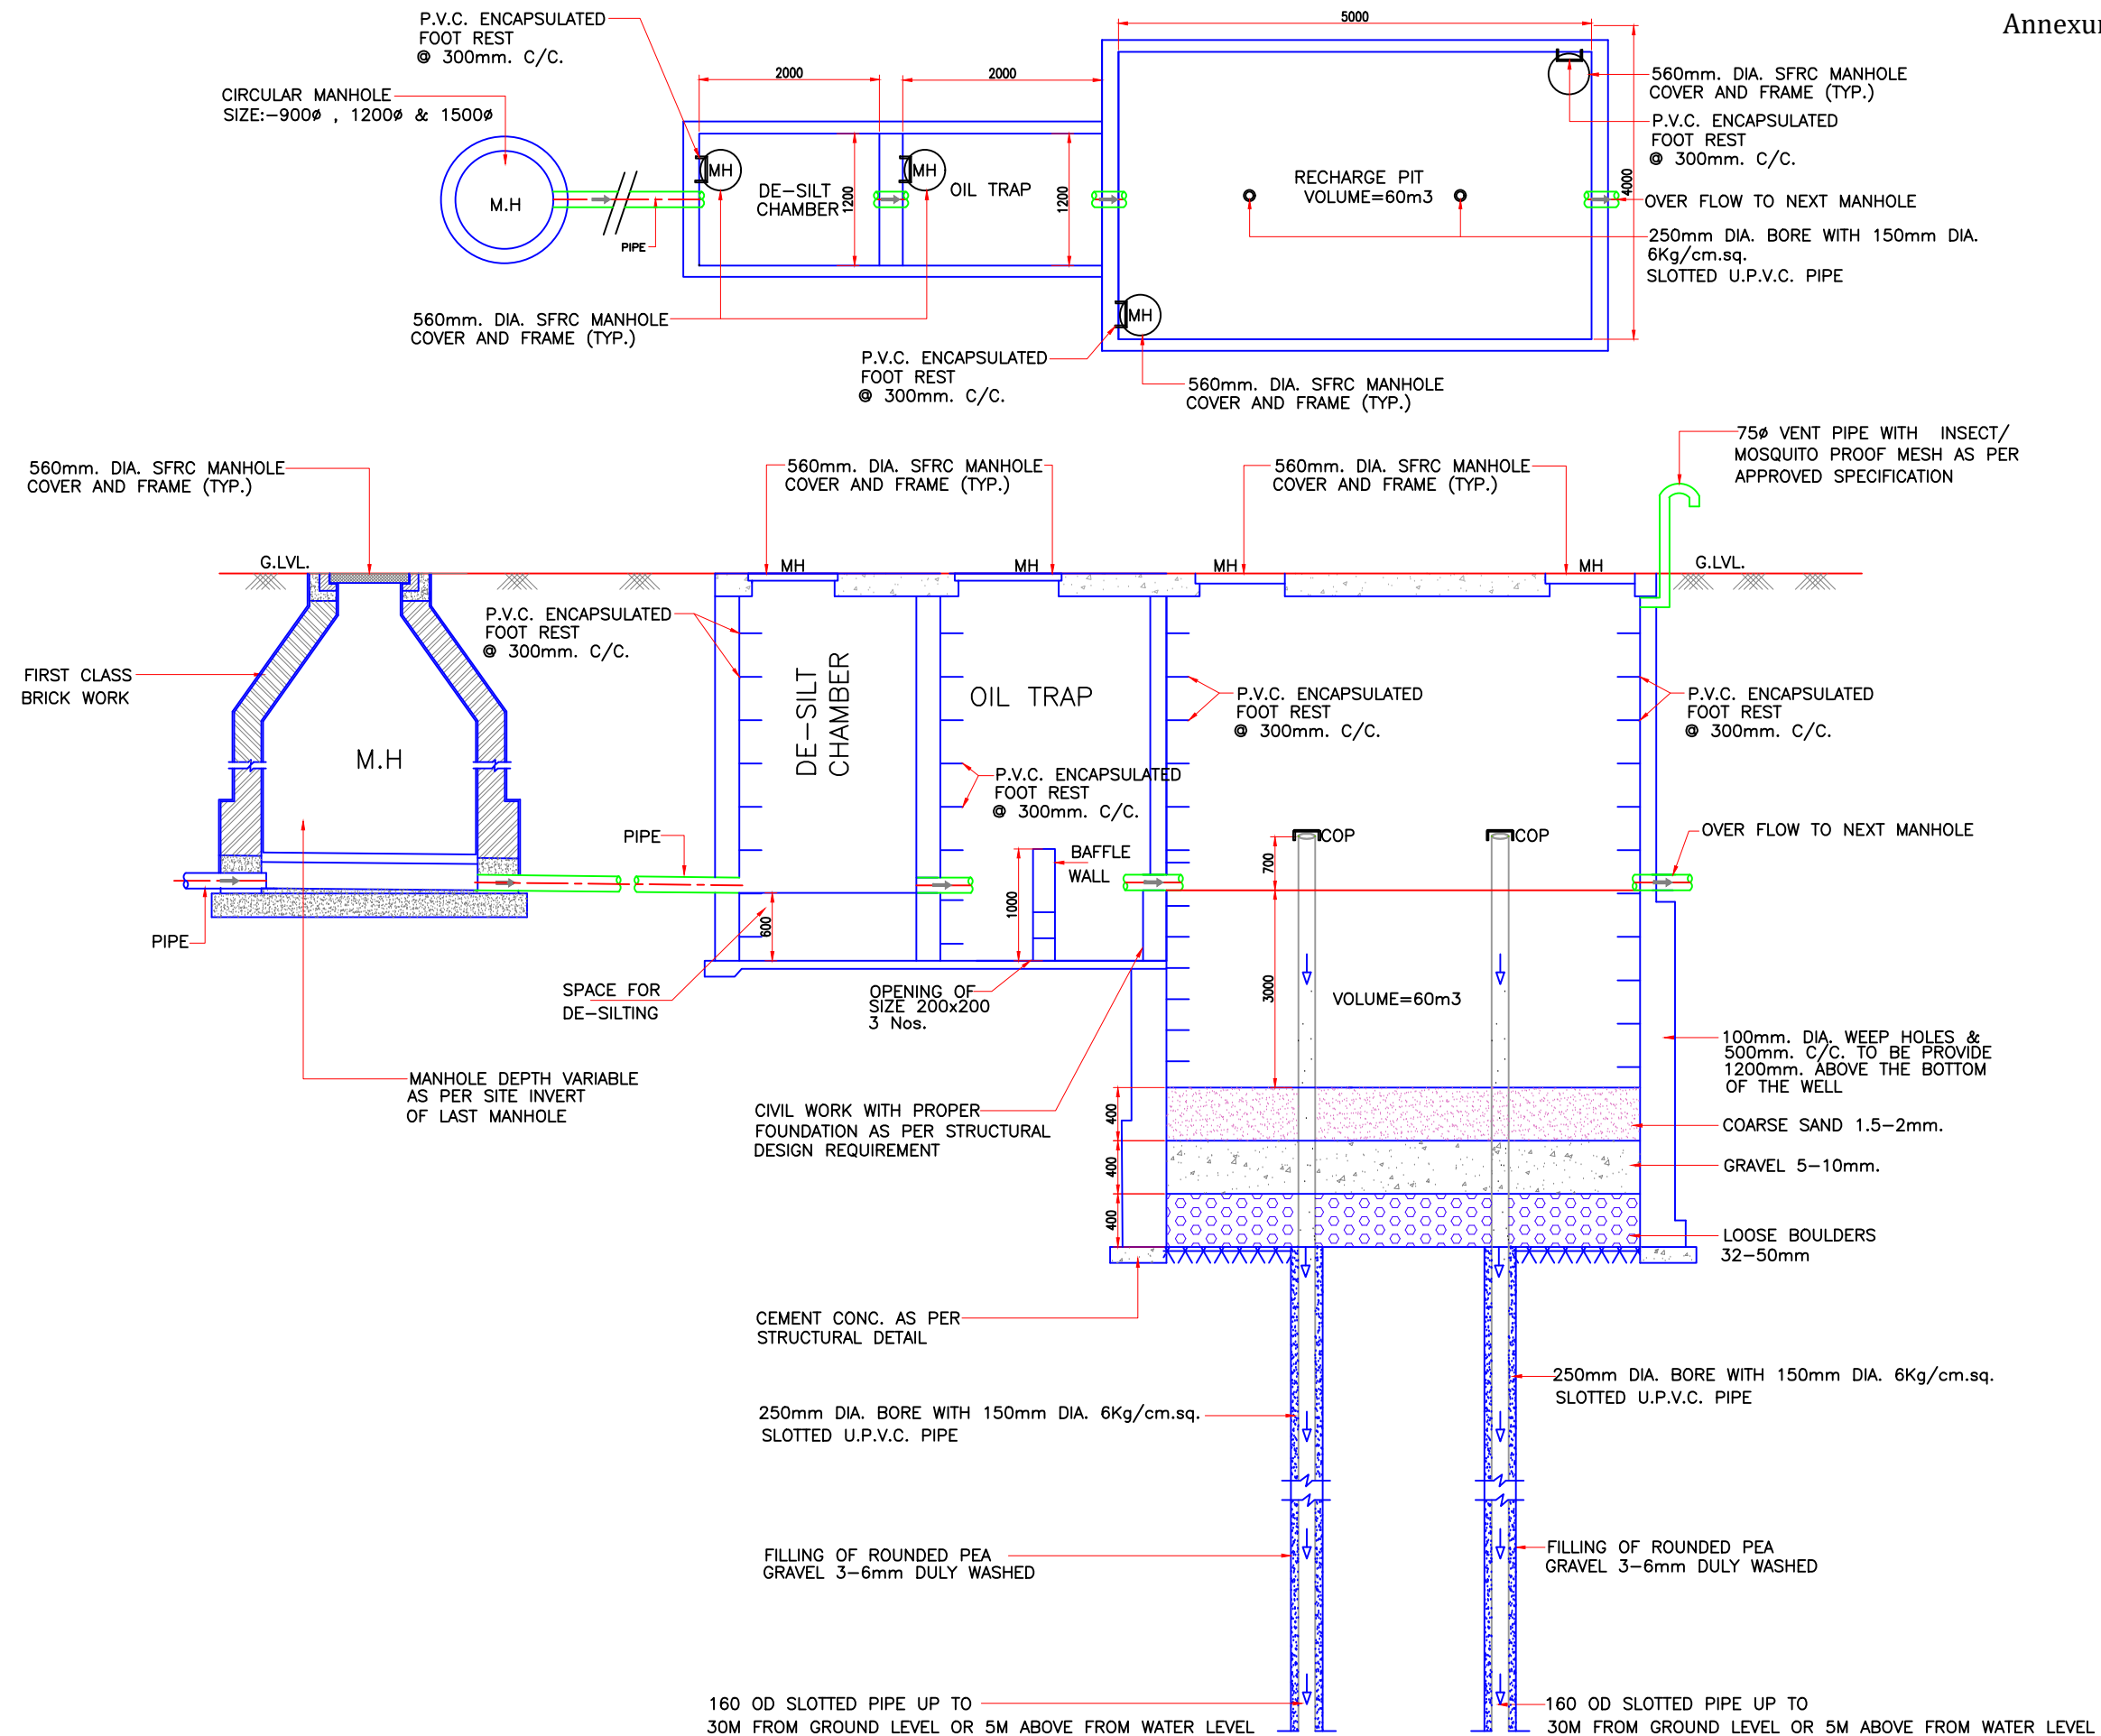 Annexu
P.V.C. ENCAPSULATED
FOOT REST
@ 300mm. C/C.
CIRCULAR MANHOLE
SIZE:-900ø , 1200ø & 1500ø
M.H
PIPE
2000
2000
MH
DE-SILT
CHAMBER
1200
MH
OIL TRAP
1200
560mm. DIA. SFRC MANHOLE
COVER AND FRAME (TYP.)
5000
4000
RECHARGE PIT
VOLUME=60m3
MH
P.V.C. ENCAPSULATED
FOOT REST
@ 300mm. C/C.
560mm. DIA. SFRC MANHOLE
COVER AND FRAME (TYP.)
560mm. DIA. SFRC MANHOLE
COVER AND FRAME (TYP.)
P.V.C. ENCAPSULATED
FOOT REST
@ 300mm. C/C.
OVER FLOW TO NEXT MANHOLE
250mm DIA. BORE WITH 150mm DIA.
6Kg/cm.sq.
SLOTTED U.P.V.C. PIPE
75ø VENT PIPE WITH INSECT/
MOSQUITO PROOF MESH AS PER
APPROVED SPECIFICATION
560mm. DIA. SFRC MANHOLE
COVER AND FRAME (TYP.)
560mm. DIA. SFRC MANHOLE
COVER AND FRAME (TYP.)
560mm. DIA. SFRC MANHOLE
COVER AND FRAME (TYP.)
G.LVL.
MH
MH
MH
MH
G.LVL.
FIRST CLASS
BRICK WORK
M.H
P.V.C. ENCAPSULATED
FOOT REST
@ 300mm. C/C.
DE-SILT
CHAMBER
OIL TRAP
P.V.C. ENCAPSULATED
FOOT REST
@ 300mm. C/C.
P.V.C. ENCAPSULATED
FOOT REST
@ 300mm. C/C.
P.V.C. ENCAPSULATED
FOOT REST
@ 300mm. C/C.
PIPE
PIPE
600
1000
BAFFLE
WALL
COP
COP
700
3000
VOLUME=60m3
OVER FLOW TO NEXT MANHOLE
SPACE FOR
DE-SILTING
OPENING OF
SIZE 200x200
3 Nos.
MANHOLE DEPTH VARIABLE
AS PER SITE INVERT
OF LAST MANHOLE
CIVIL WORK WITH PROPER
FOUNDATION AS PER STRUCTURAL
DESIGN REQUIREMENT
100mm. DIA. WEEP HOLES &
500mm. C/C. TO BE PROVIDE
1200mm. ABOVE THE BOTTOM
OF THE WELL
400
COARSE SAND 1.5-2mm.
400
GRAVEL 5-10mm.
400
LOOSE BOULDERS
32-50mm
CEMENT CONC. AS PER
STRUCTURAL DETAIL
250mm DIA. BORE WITH 150mm DIA. 6Kg/cm.sq.
SLOTTED U.P.V.C. PIPE
250mm DIA. BORE WITH 150mm DIA. 6Kg/cm.sq.
SLOTTED U.P.V.C. PIPE
FILLING OF ROUNDED PEA
GRAVEL 3-6mm DULY WASHED
FILLING OF ROUNDED PEA
GRAVEL 3-6mm DULY WASHED
160 OD SLOTTED PIPE UP TO
30M FROM GROUND LEVEL OR 5M ABOVE FROM WATER LEVEL
160 OD SLOTTED PIPE UP TO
30M FROM GROUND LEVEL OR 5M ABOVE FROM WATER LEVEL